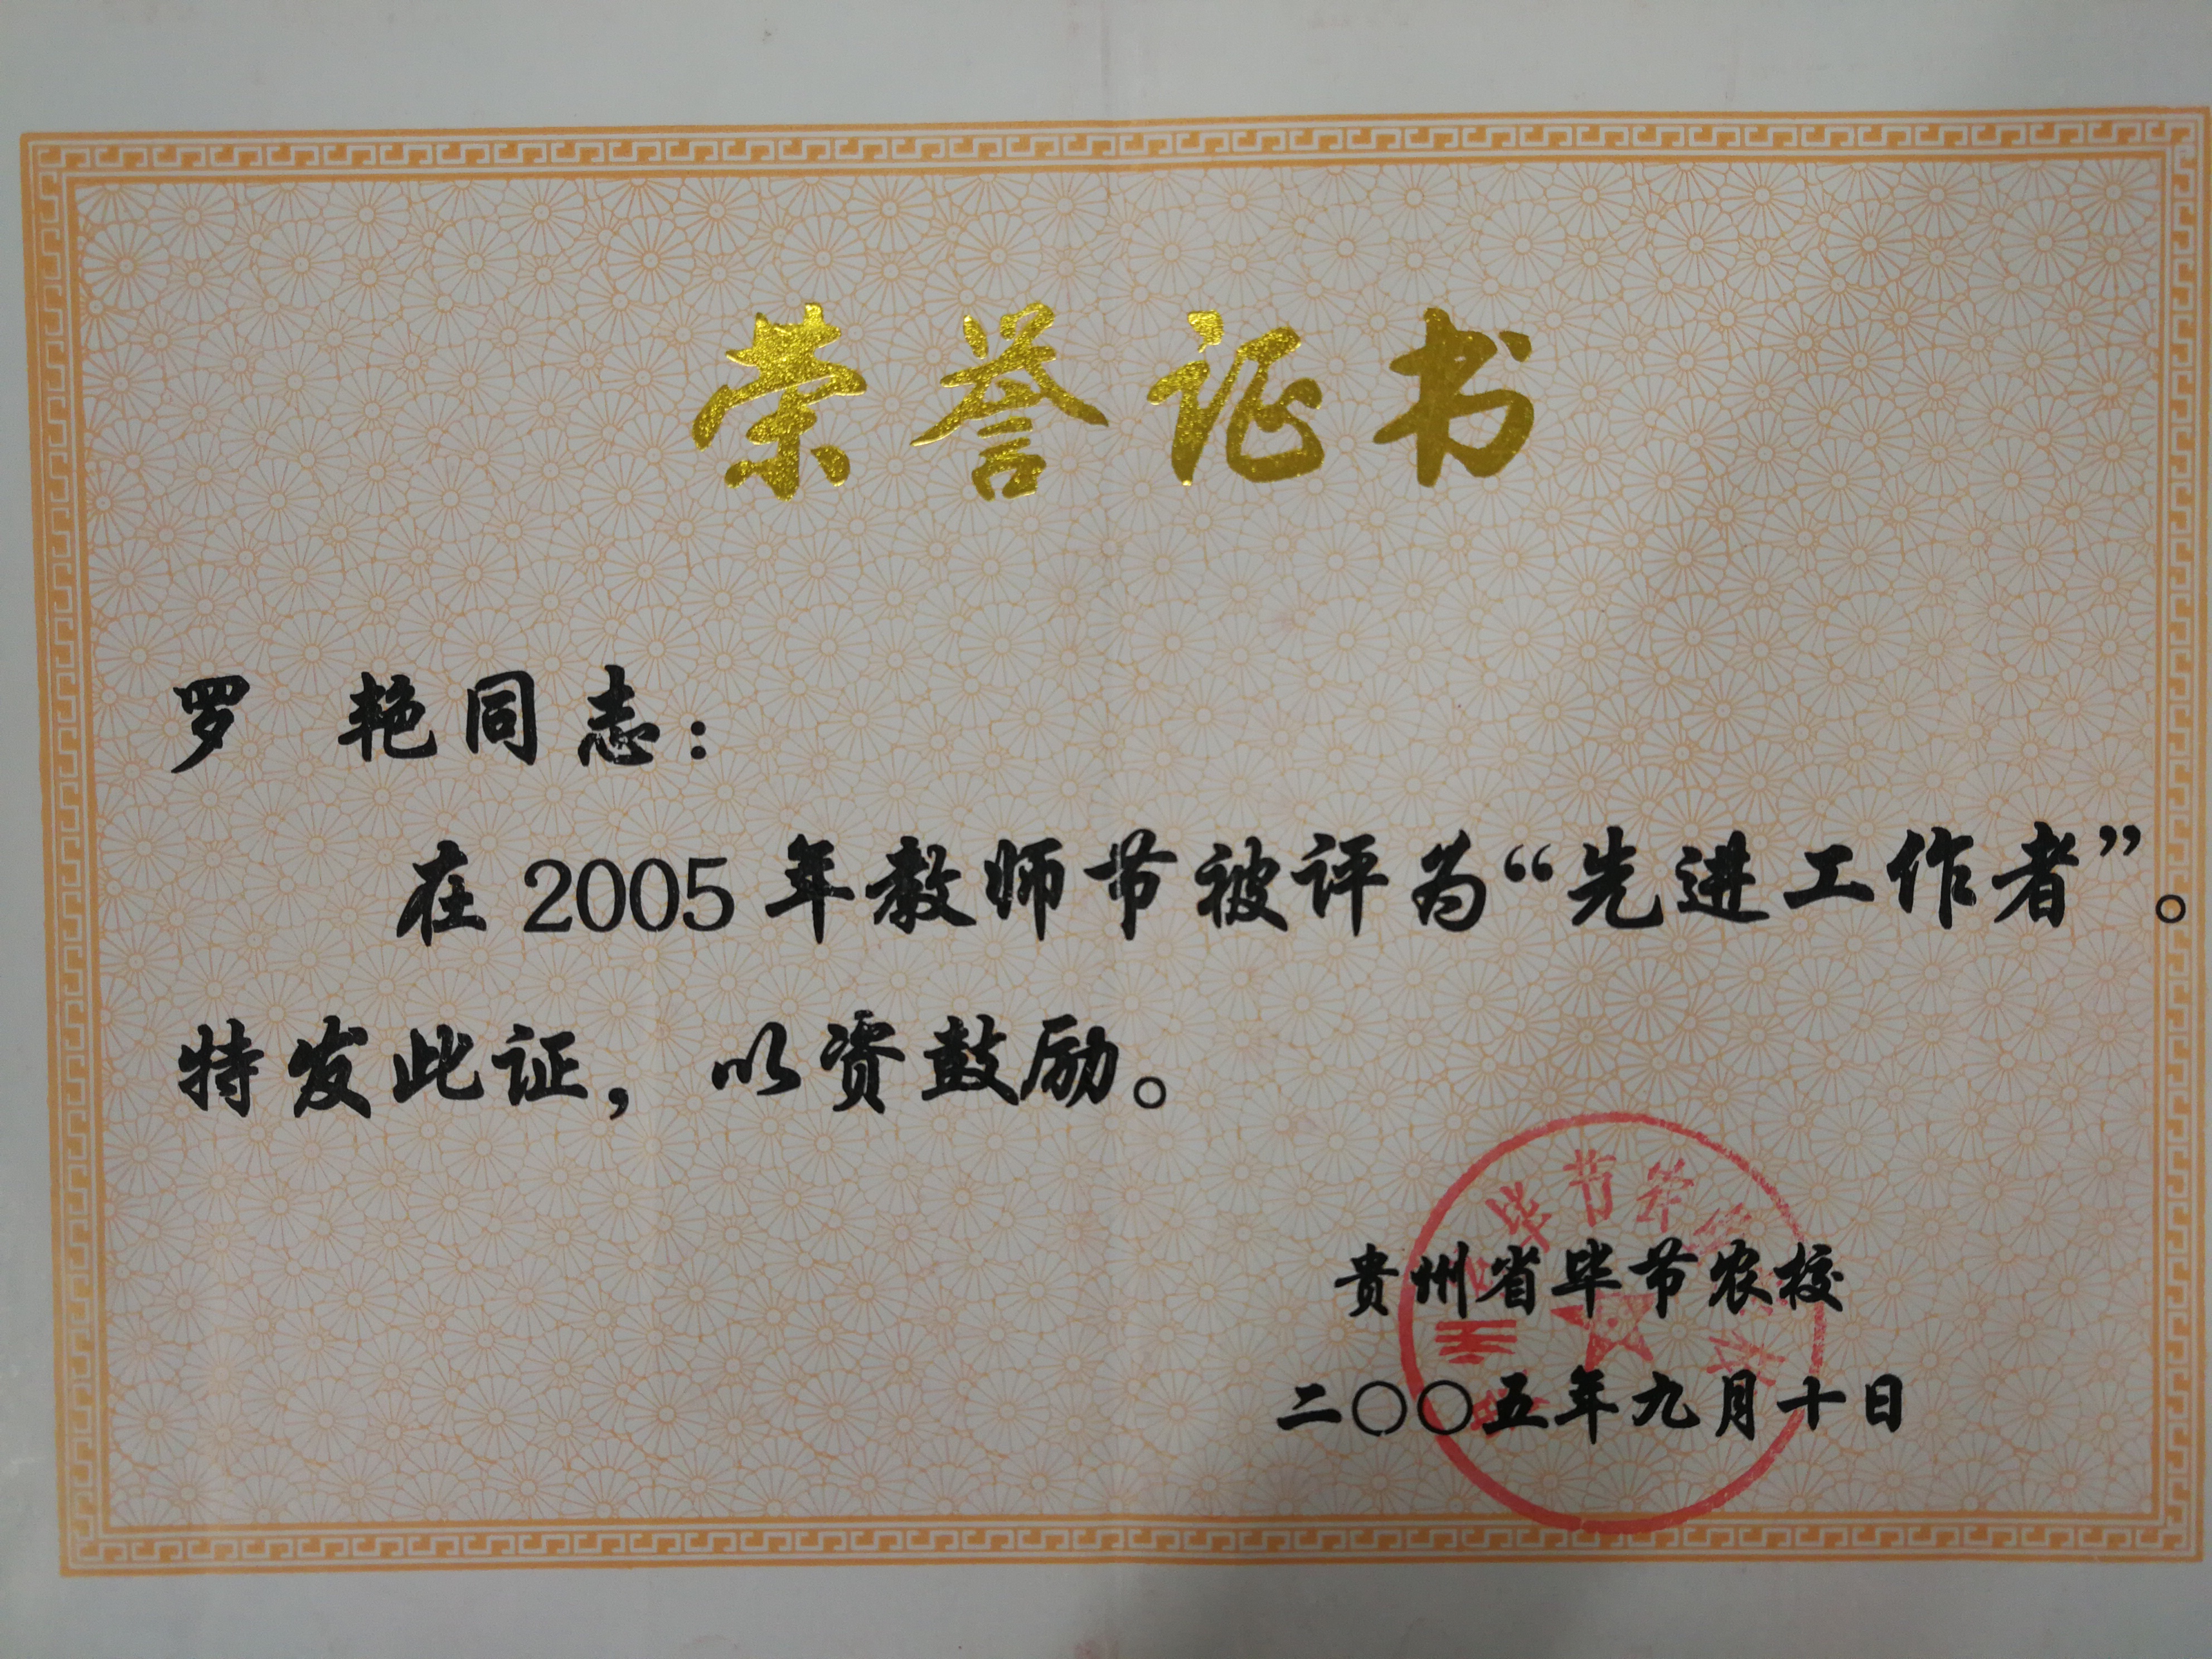 荣誉证书
罗 艳同志：
在2005年教师节被评为“先进工作者”。
特发此证，以资鼓励。
贵州省毕节农校
二〇〇五年九月十日